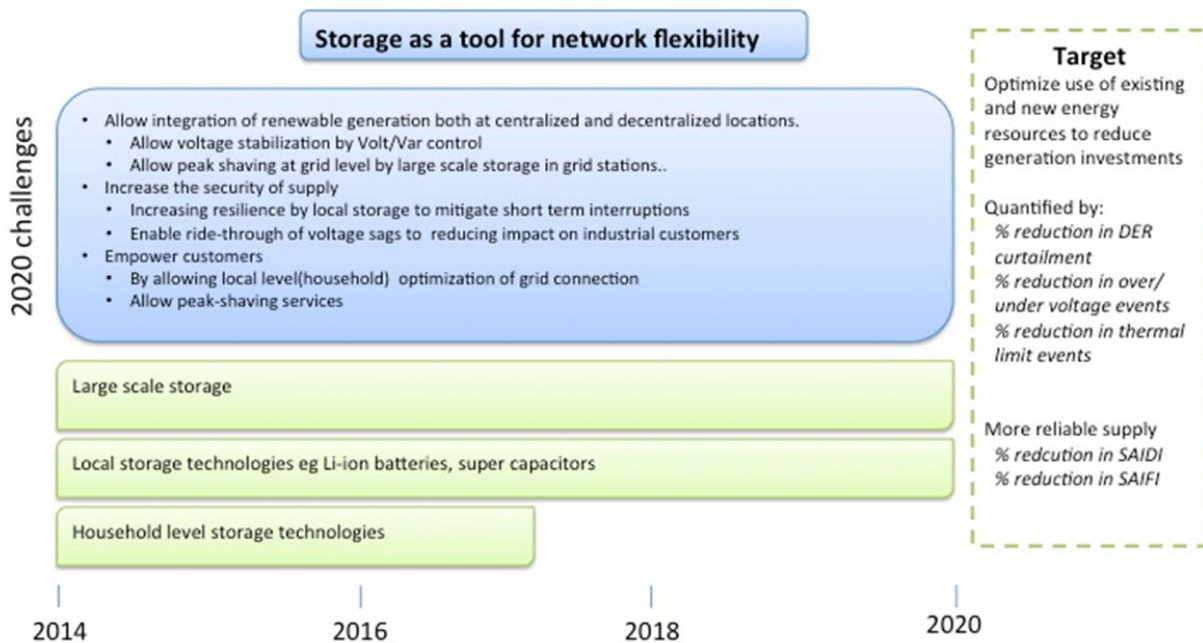 Storage as a tool for network flexibility
2020 challenges
• Allow integration of renewable generation both at centralized and decentralized locations.
• Allow voltage stabilization by Volt/Var control
• Allow peak shaving at grid level by large scale storage in grid stations..
• Increase the security of supply
• Increasing resilience by local storage to mitigate short term interruptions
• Enable ride-through of voltage sags to reducing impact on industrial customers
• Empower customers
• By allowing local level(household) optimization of grid connection
• Allow peak-shaving services
Large scale storage
Local storage technologies eg Li-ion batteries, super capacitors
Household level storage technologies
2014
2016
2018
2020
Target
Optimize use of existing
and new energy
resources to reduce
generation investments
Quantified by:
% reduction in DER
curtailment
% reduction in over/
under voltage events
% reduction in thermal
limit events
More reliable supply
% redcution in SAIDI
% reduction in SAIFI